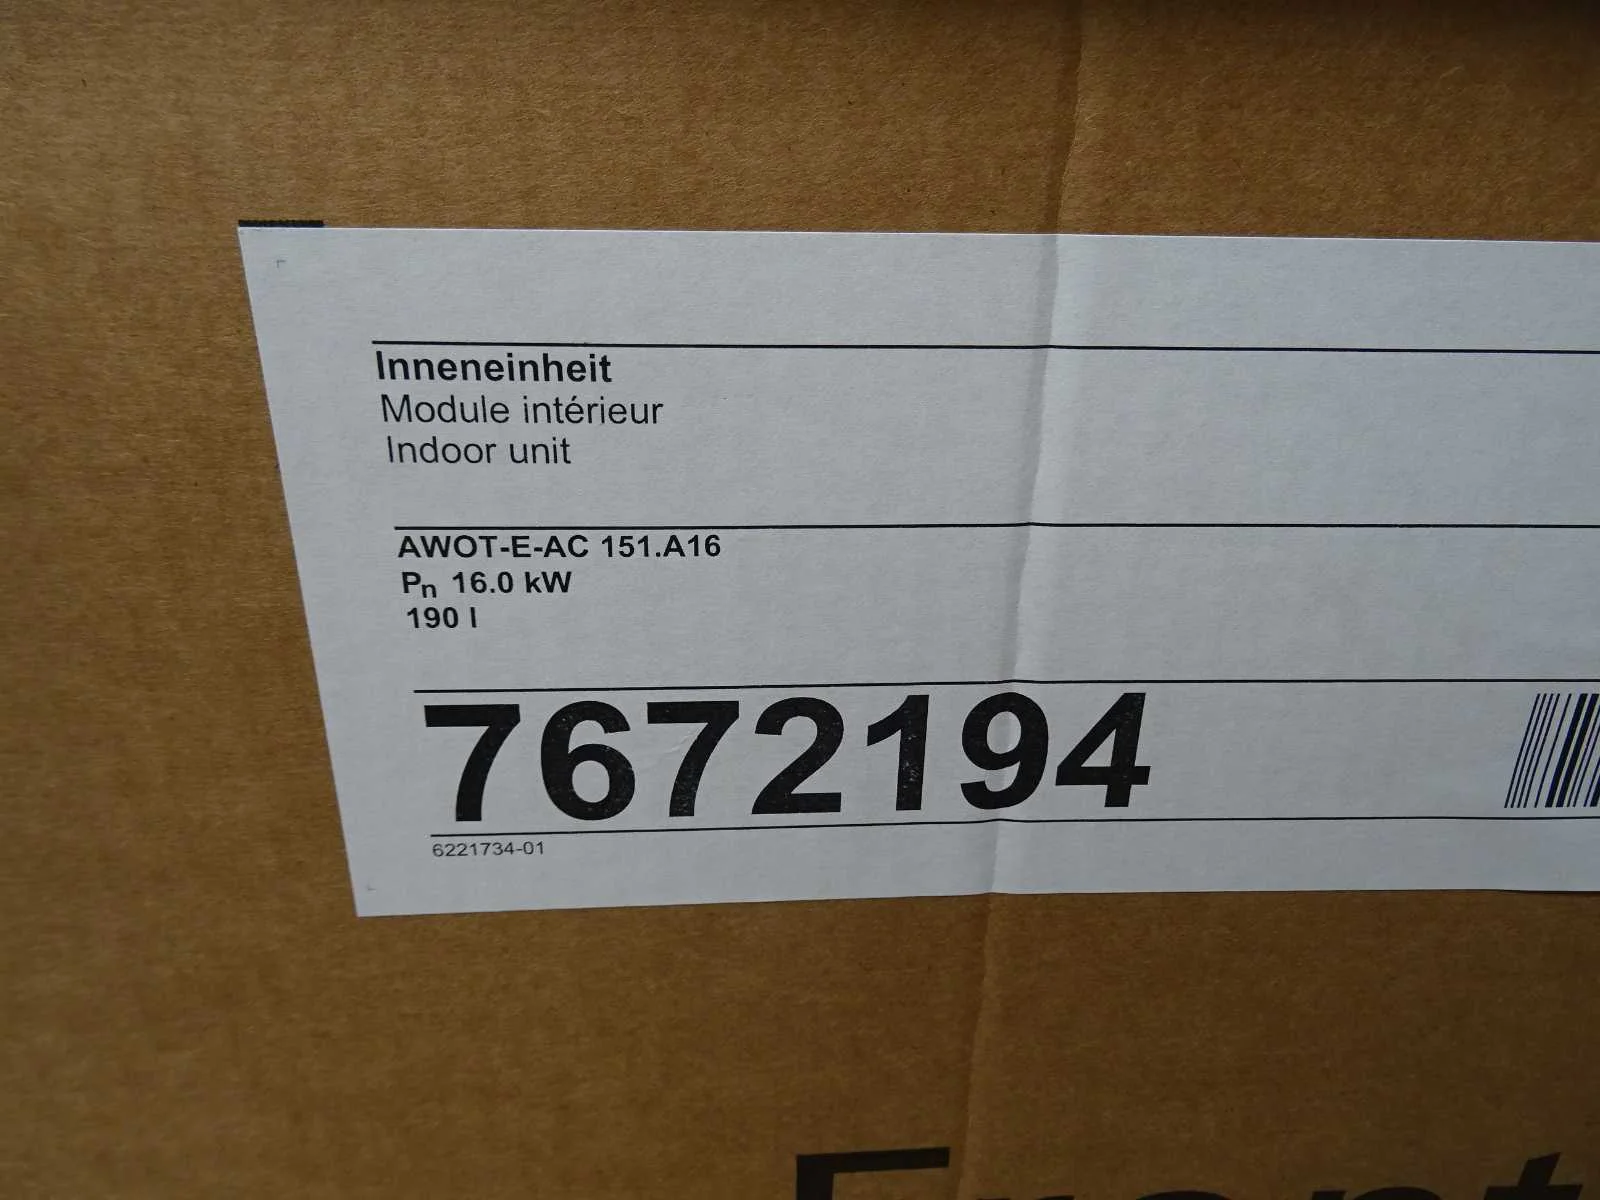 Inneneinheit
Module intérieur
Indoor unit
AWOT-E-AC 151.A16
Pn 16.0 kW
190 l
7672194
6221734-01